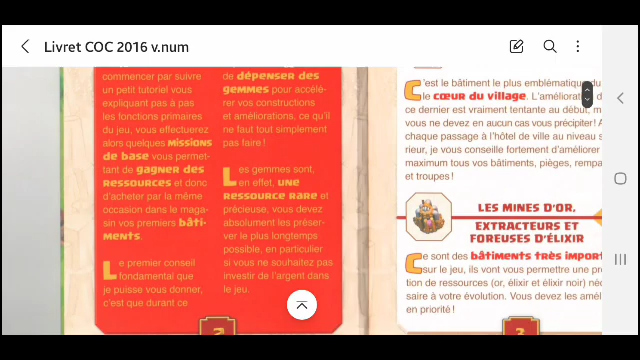 Livret COC 2016 v.num
commencer par suivre
un petit tutoriel vous
expliquant pas à pas
les fonctions primaires
du jeu, vous effectuerez
alors quelques missions
de base vous permet-
tant de gagner des
ressources et donc
d'acheter par la même
occasion dans le maga-
sin vos premiers bâti-
ments.
Le premier conseil
fondamental que
je puisse vous donner,
c'est que durant ce
2
de dépenser des
gemmes pour accélé-
rer vos constructions
et améliorations, ce qu'il
ne faut tout simplement
pas faire !
Les gemmes sont,
en effet, une
ressource rare et
précieuse, vous devez
absolument les préser-
ver le plus longtemps
possible, en particulier
si vous ne souhaitez pas
investir de l'argent dans
le jeu.
C'est le bâtiment le plus emblématique du
le cœur du village. L'amélioration d
ce dernier est vraiment tentante au début, m
vous ne devez en aucun cas vous précipiter ! A
chaque passage à l'hôtel de ville au niveau s
rieur, je vous conseille fortement d'améliorer
maximum tous vos bâtiments, pièges, rempa
et troupes !
LES MINES D'OR,
EXTRACTEURS ET
FOREUSES D'ÉLIXIR
Ce sont des bâtiments très import
sur le jeu, ils vont vous permettre une pr
tion de ressources (or, élixir et élixir noir) néc
saire à votre évolution. Vous devez les amél
en priorité !
3